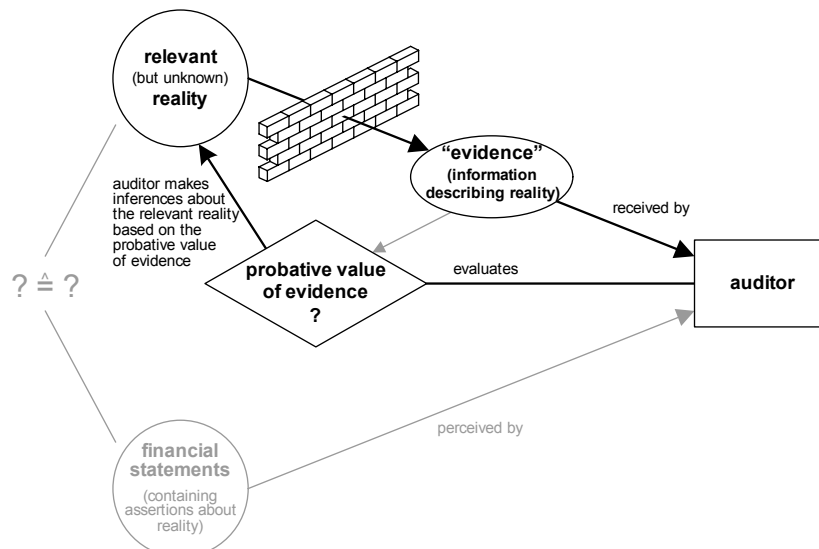 relevant
(but unknown)
reality
"evidence"
(information
describing reality)
auditor makes
inferences about
the relevant reality
based on the
probative value
of evidence
received by
probative value
of evidence
?
evaluates
auditor
? ≙ ?
perceived by
financial
statements
(containing
assertions about
reality)